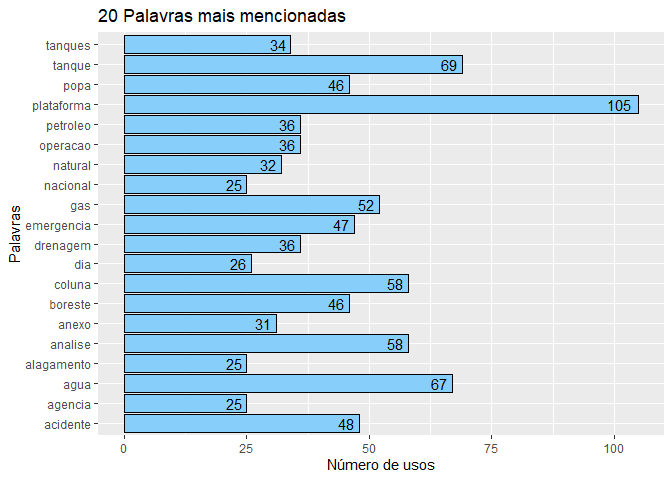 20 Palavras mais mencionadas
Palavras
tanques 34
tanque 69
popa 46
plataforma 105
petroleo 36
operacao 36
natural 32
nacional 25
gas 52
emergencia 47
drenagem 36
dia 26
coluna 58
boreste 46
anexo 31
analise 58
alagamento 25
agua 67
agencia 25
acidente 48
0 25 50 75 100
Número de usos